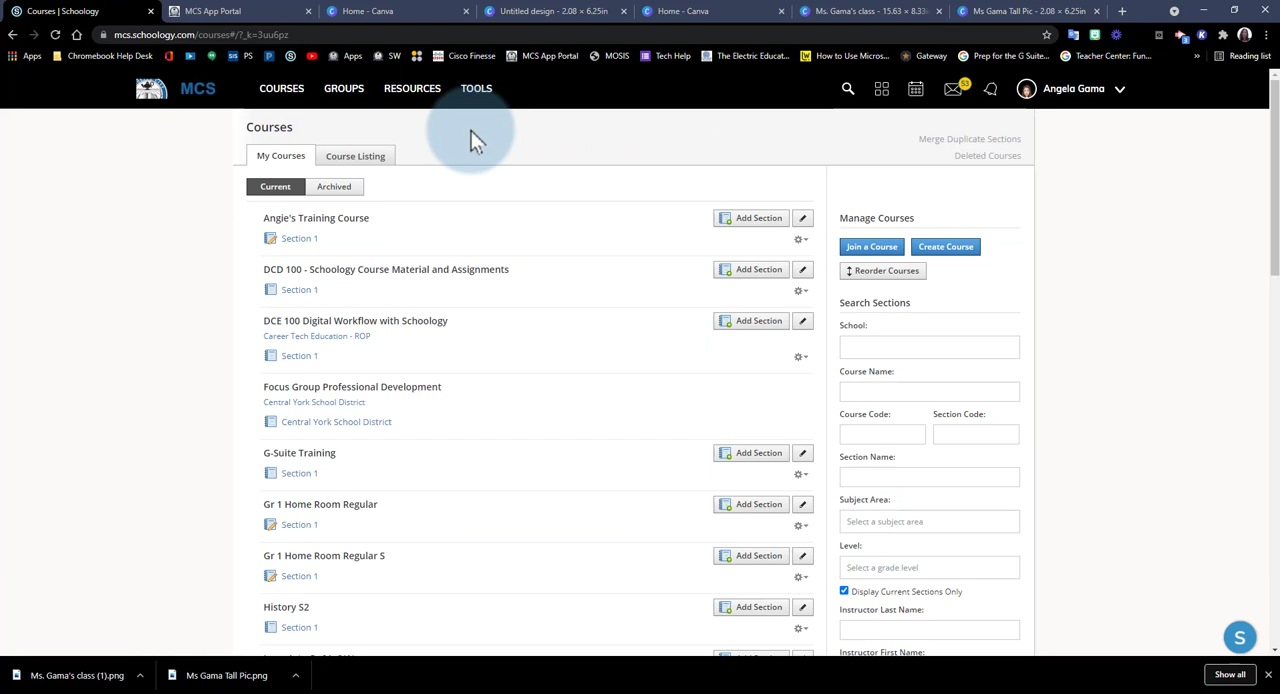 Courses | Schoology
MCS App Portal
Home - Canva
Untitled design - 2.08 × 6.25in
Home - Canva
Ms. Gama's class - 15.63 × 8.33in
Ms Gama Tall Pic - 2.08 × 6.25in
mcs.schoology.com/courses#/?_k=3uu6pz
Apps
Chromebook Help Desk
PS
Apps
SW
Cisco Finesse
MCS App Portal
MOSIS
Tech Help
The Electric Educat...
How to Use Micros...
Gateway
Prep for the G Suite...
Teacher Center: Fun...
»
Reading list
MCS
COURSES
GROUPS
RESOURCES
TOOLS
53
Angela Gama
Courses
Merge Duplicate Sections
Deleted Courses
My Courses
Course Listing
Current
Archived
Angie's Training Course
Add Section
Section 1
DCD 100 - Schoology Course Material and Assignments
Add Section
Section 1
DCE 100 Digital Workflow with Schoology
Add Section
Career Tech Education - ROP
Section 1
Focus Group Professional Development
Central York School District
Central York School District
G-Suite Training
Add Section
Section 1
Gr 1 Home Room Regular
Add Section
Section 1
Gr 1 Home Room Regular S
Add Section
Section 1
History S2
Add Section
Section 1
Manage Courses
Join a Course
Create Course
Reorder Courses
Search Sections
School:
Course Name:
Course Code:
Section Code:
Section Name:
Subject Area:
Select a subject area
Level:
Select a grade level
Display Current Sections Only
Instructor Last Name:
Instructor First Name:
S
Ms. Gama's class (1).png
Ms Gama Tall Pic.png
Show all